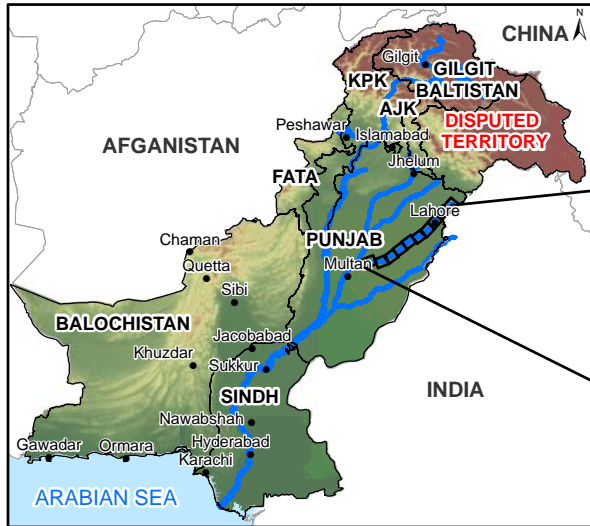 N
CHINA
Gilgit
GILGIT
BALTISTAN
KPK
AJK
DISPUTED
TERRITORY
Peshawar
Islamabad
AFGANISTAN
Jhelum
FATA
Lahore
PUNJAB
Chaman
Multan
Quetta
Sibi
BALOCHISTAN
Jacobabad
Khuzdar
Sukkur
INDIA
SINDH
Nawabshah
Gawadar
Ormara
Hyderabad
Karachi
ARABIAN SEA